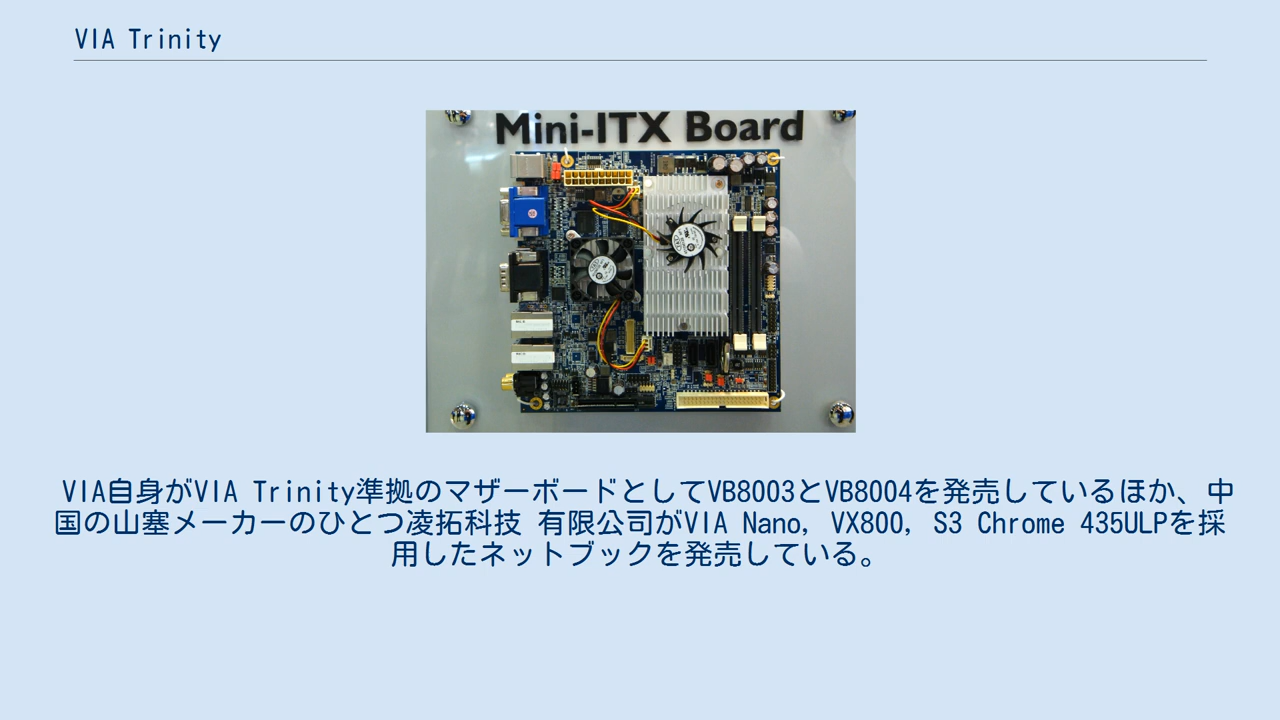 VIA Trinity
Mini-ITX Board
VIA自身がVIA Trinity準拠のマザーボードとしてVB8003とVB8004を発売しているほか、中
国の山塞メーカーのひとつ凌拓科技 有限公司がVIA Nano, VX800, S3 Chrome 435ULPを採
用したネットブックを発売している。